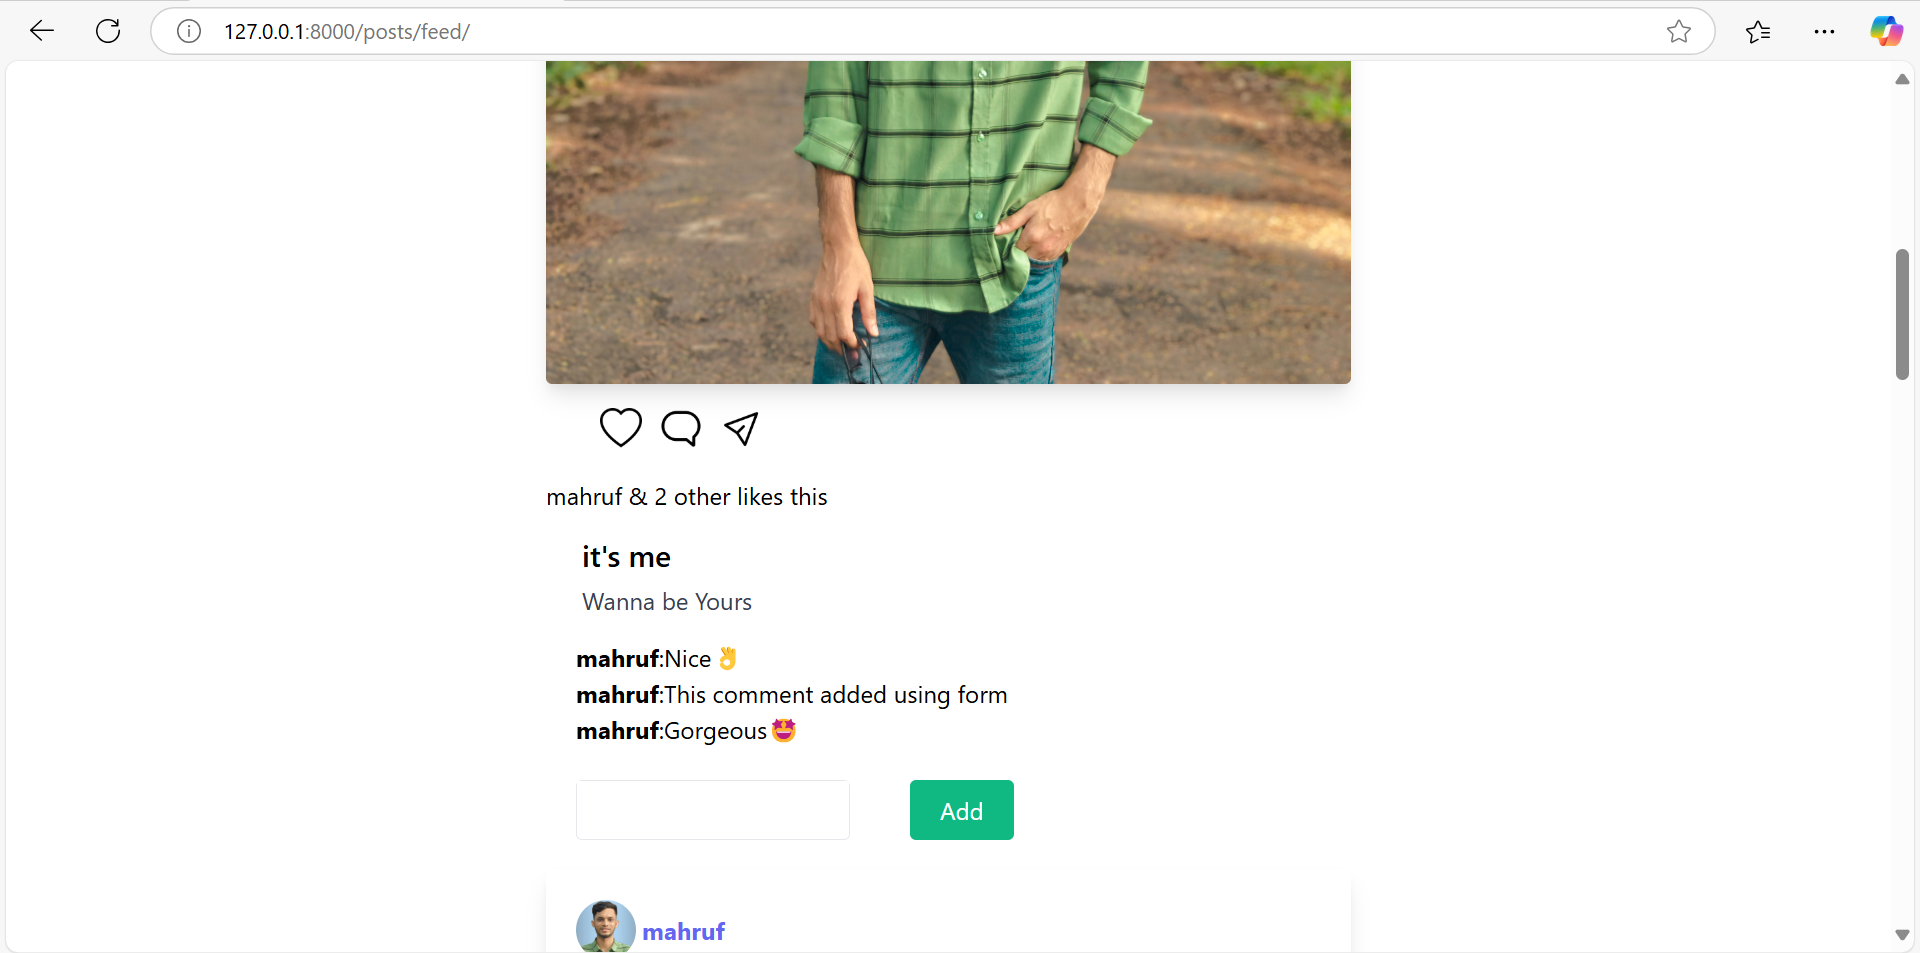 127.0.0.1:8000/posts/feed/
mahruf & 2 other likes this
it's me
Wanna be Yours
mahruf:Nice👌
mahruf:This comment added using form
mahruf:Gorgeous🤩
Add
mahruf